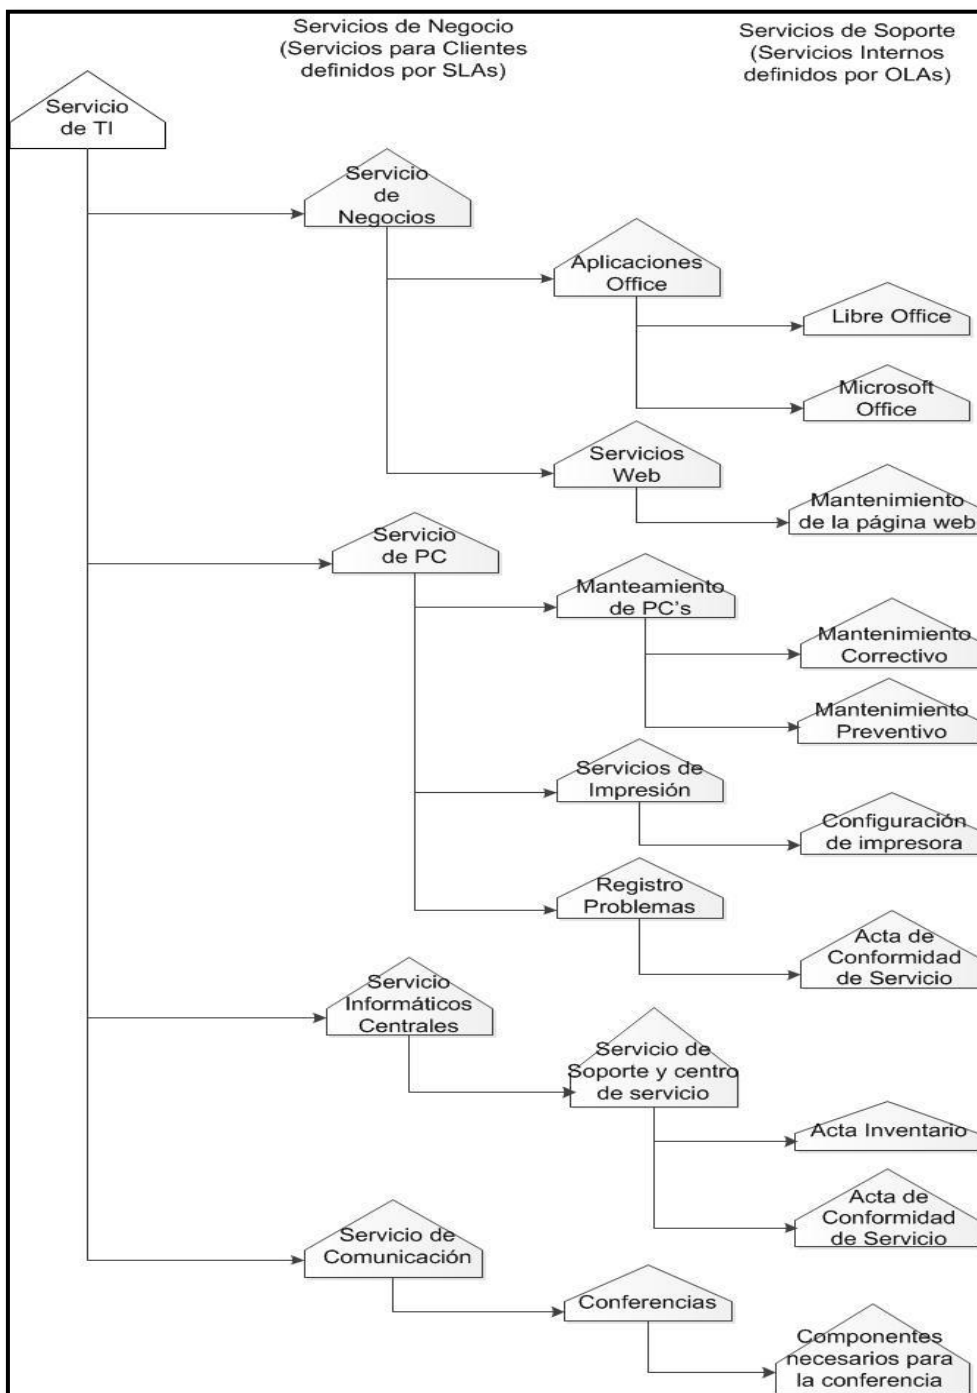 Servicios de Negocio
(Servicios para Clientes
definidos por SLAs)
Servicios de Soporte
(Servicios Internos
definidos por OLAs)
Servicio
de TI
Servicio
de
Negocios
Aplicaciones
Office
Libre Office
Microsoft
Office
Servicios
Web
Mantenimiento
de la página web
Servicio
de PC
Manteamiento
de PC's
Mantenimiento
Correctivo
Mantenimiento
Preventivo
Servicios de
Impresión
Configuración
de impresora
Registro
Problemas
Acta de
Conformidad
de Servicio
Servicio
Informáticos
Centrales
Servicio de
Soporte y centro
de servicio
Acta Inventario
Acta de
Conformidad
de Servicio
Servicio de
Comunicación
Conferencias
Componentes
necesarios para
la conferencia